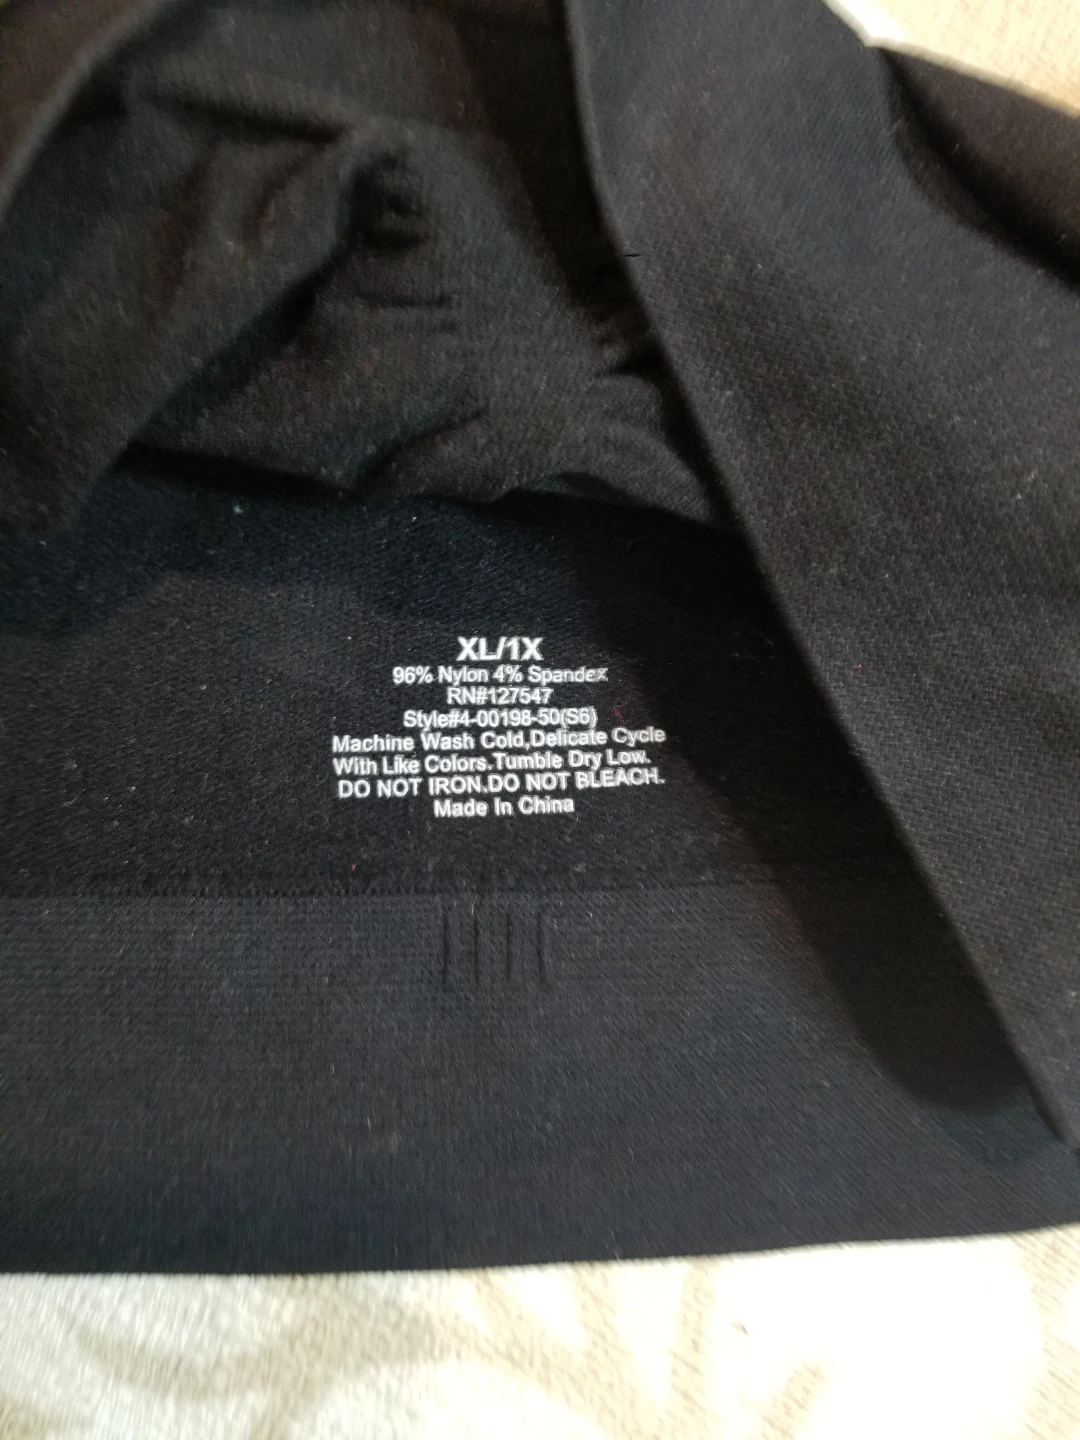 XL/1X
96% Nylon 4% Spandex
RN#127547
Style#4-00198-50(S6)
Machine Wash Cold,Delicate Cycle
With Like Colors.Tumble Dry Low.
DO NOT IRON.DO NOT BLEACH.
Made In China